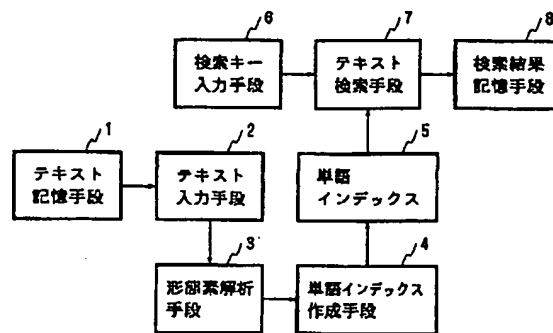 6
検索キー
入力手段
7
テキスト
検索手段
8
検索結果
記憶手段
1
テキスト
記憶手段
2
テキスト
入力手段
5
単語
インデックス
3
形態素解析
手段
4
単語インデックス
作成手段